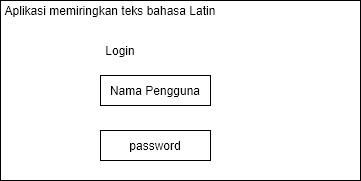 Aplikasi memiringkan teks bahasa Latin
Login
Nama Pengguna
password